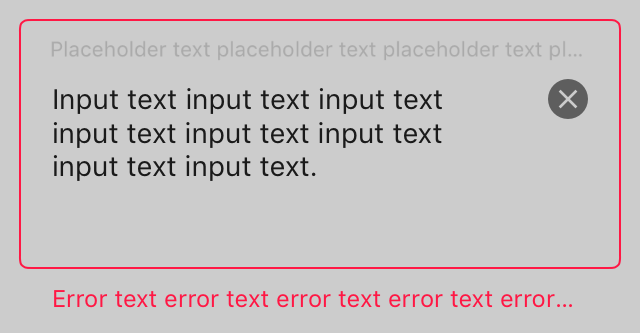 Placeholder text placeholder text placeholder text pl...
Input text input text input text
input text input text input text
input text input text.
Error text error text error text error text error...